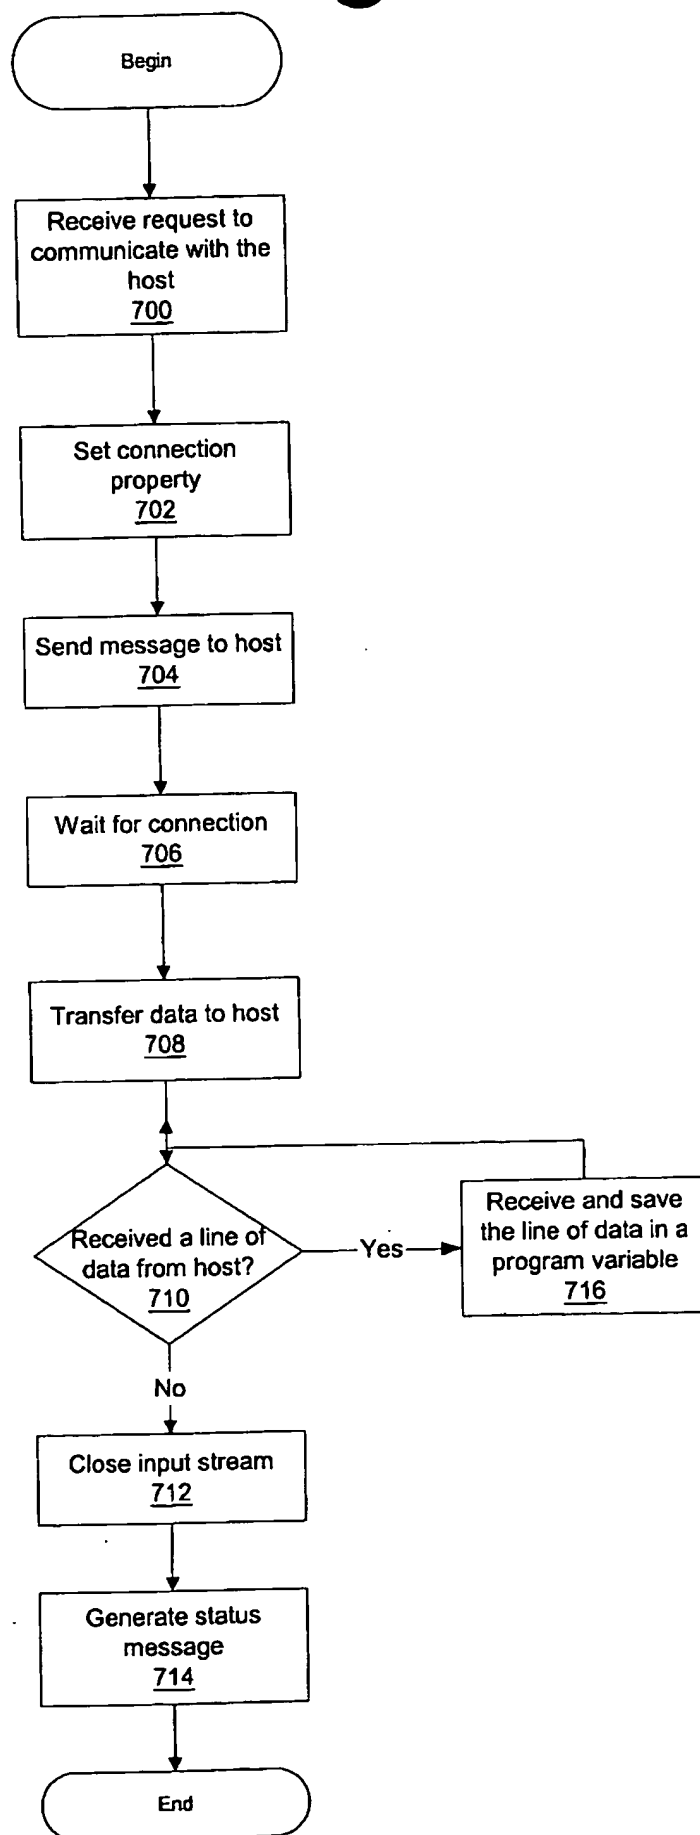 Begin
Receive request to
communicate with the
host
700
Set connection
property
702
Send message to host
704
Wait for connection
706
Transfer data to host
708
Received a line of
data from host?
710
Yes
Receive and save
the line of data in a
program variable
716
No
Close input stream
712
Generate status
message
714
End